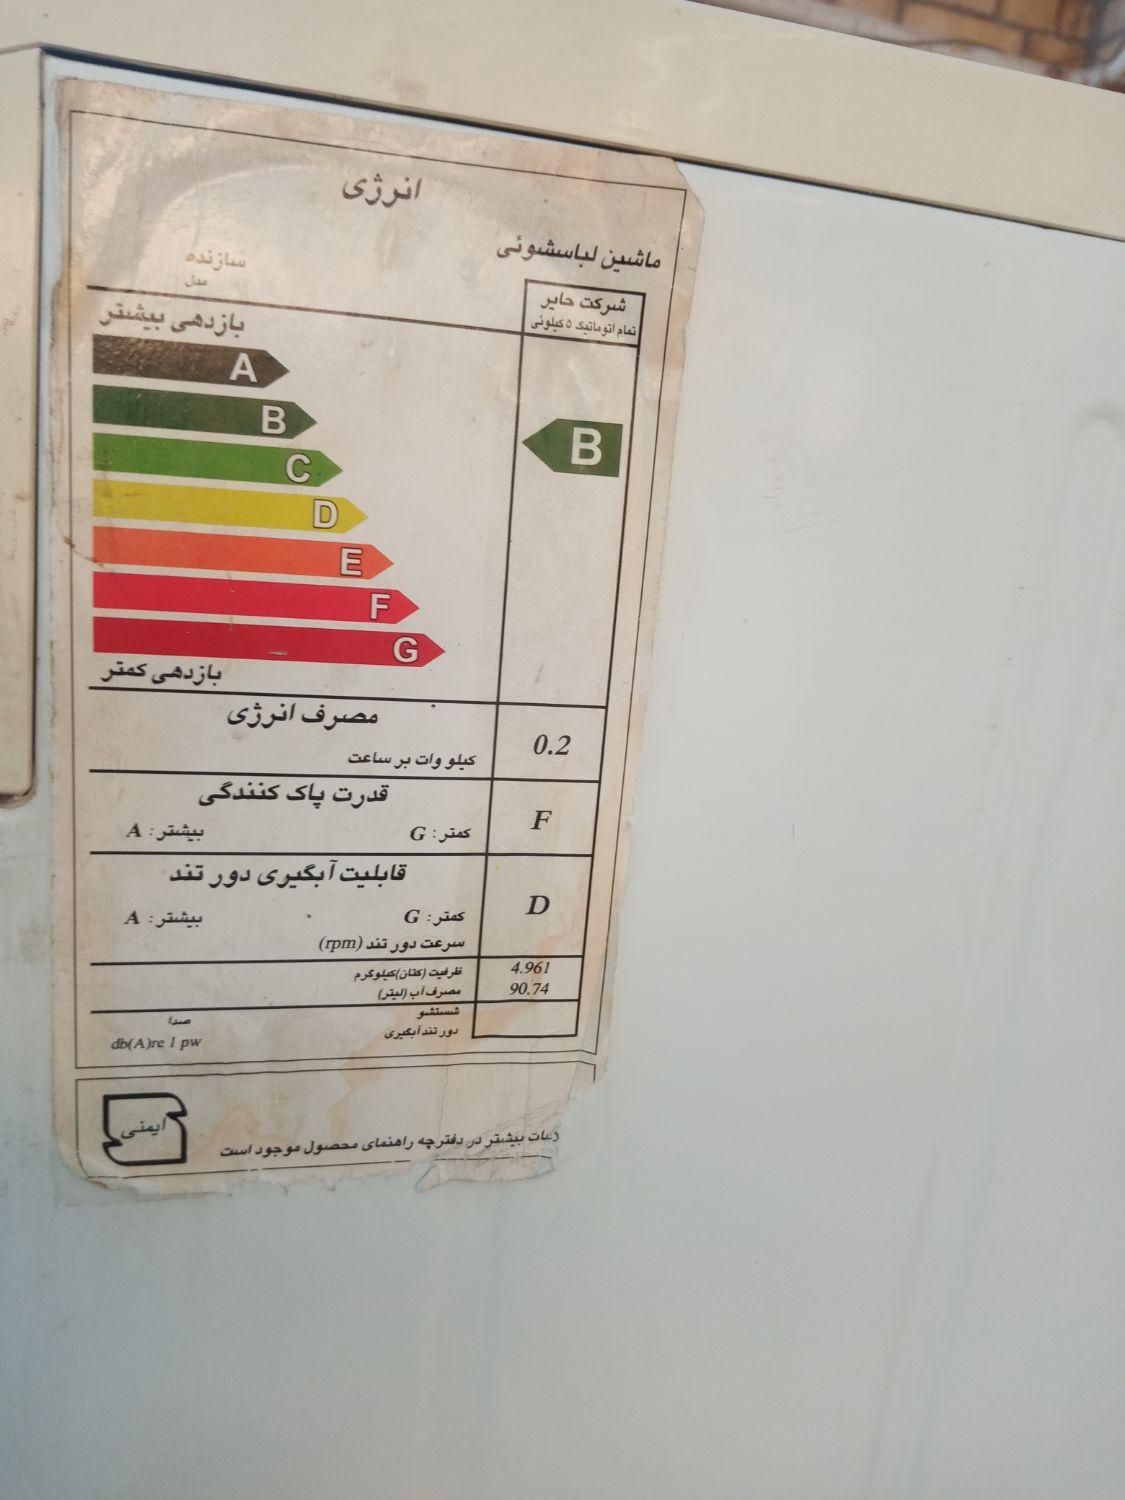 انرژی
ماشین لباسشوئی
سازنده
مدل
شرکت حایر
تمام اتوماتیک ۵ کیلوئی
بازدهی بیشتر
A
B
B
C
D
E
F
G
بازدهی کمتر
مصرف انرژی
کیلو وات بر ساعت
0.2
قدرت پاک کنندگی
کمتر: G بیشتر: A
F
قابلیت آبگیری دور تند
کمتر: G بیشتر: A
D
سرعت دور تند (rpm)
ظرفیت (کتان)کیلوگرم 4.961
مصرف آب (لیتر) 90.74
صدا
db(A)re 1 pw
شستشو
دور تندآبگیری
ایمنی
بیشتر در دفترچه راهنمای محصول موجود است